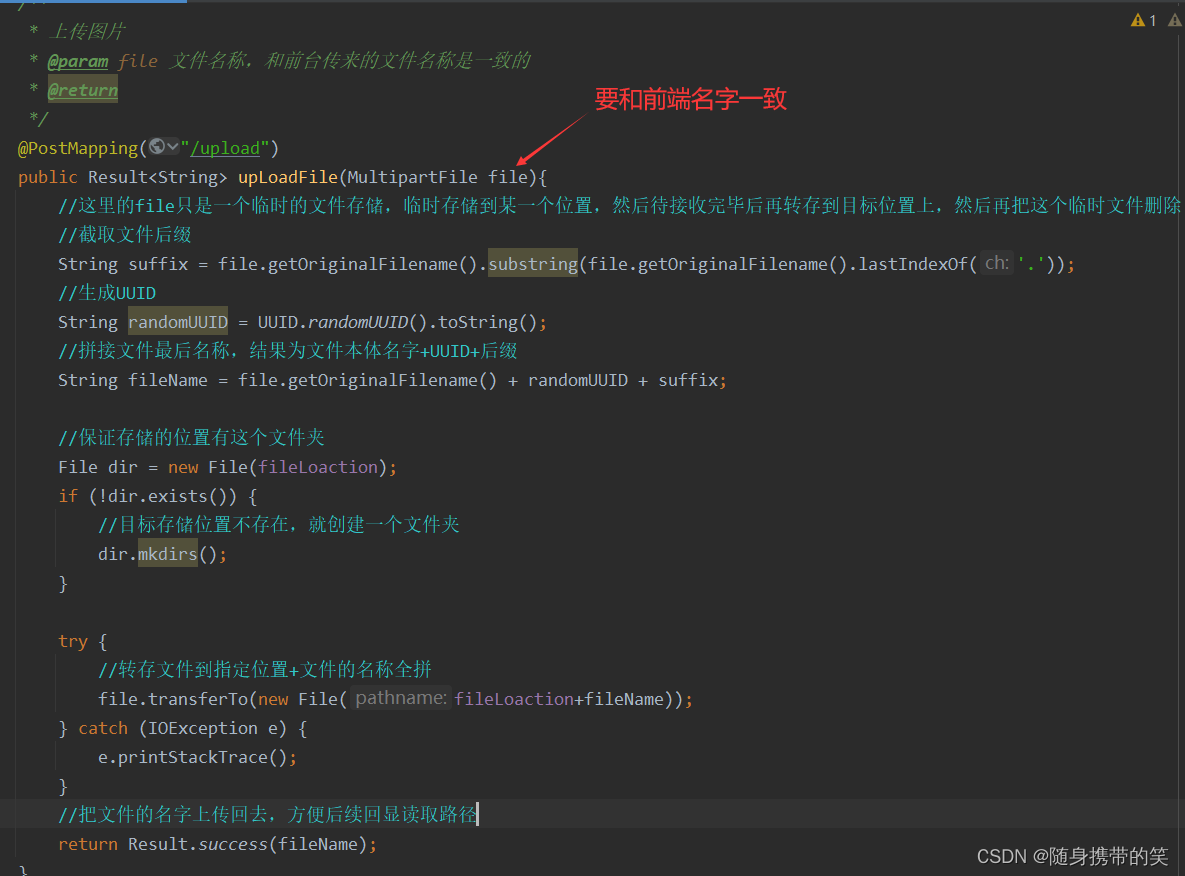 /**
* 上传图片
* @param file 文件名称，和前台传来的文件名称是一致的
* @return
*/
要和前端名字一致
@PostMapping("/upload")
public Result<String> upLoadFile(MultipartFile file){
//这里的file只是一个临时的文件存储，临时存储到某一个位置，然后待接收完毕后再转存到目标位置上，然后再把这个临时文件删除
//截取文件后缀
String suffix = file.getOriginalFilename().substring(file.getOriginalFilename().lastIndexOf( ch: '.'));
//生成UUID
String randomUUID = UUID.randomUUID().toString();
//拼接文件最后名称，结果为文件本体名字+UUID+后缀
String fileName = file.getOriginalFilename() + randomUUID + suffix;
//保证存储的位置有这个文件夹
File dir = new File(fileLoaction);
if (!dir.exists()) {
//目标存储位置不存在，就创建一个文件夹
dir.mkdirs();
}
try {
//转存文件到指定位置+文件的名称全拼
file.transferTo(new File( pathname: fileLoaction+fileName));
} catch (IOException e) {
e.printStackTrace();
}
//把文件的名字上传回去，方便后续回显读取路径
return Result.success(fileName);
}
1
CSDN @随身携带的笑